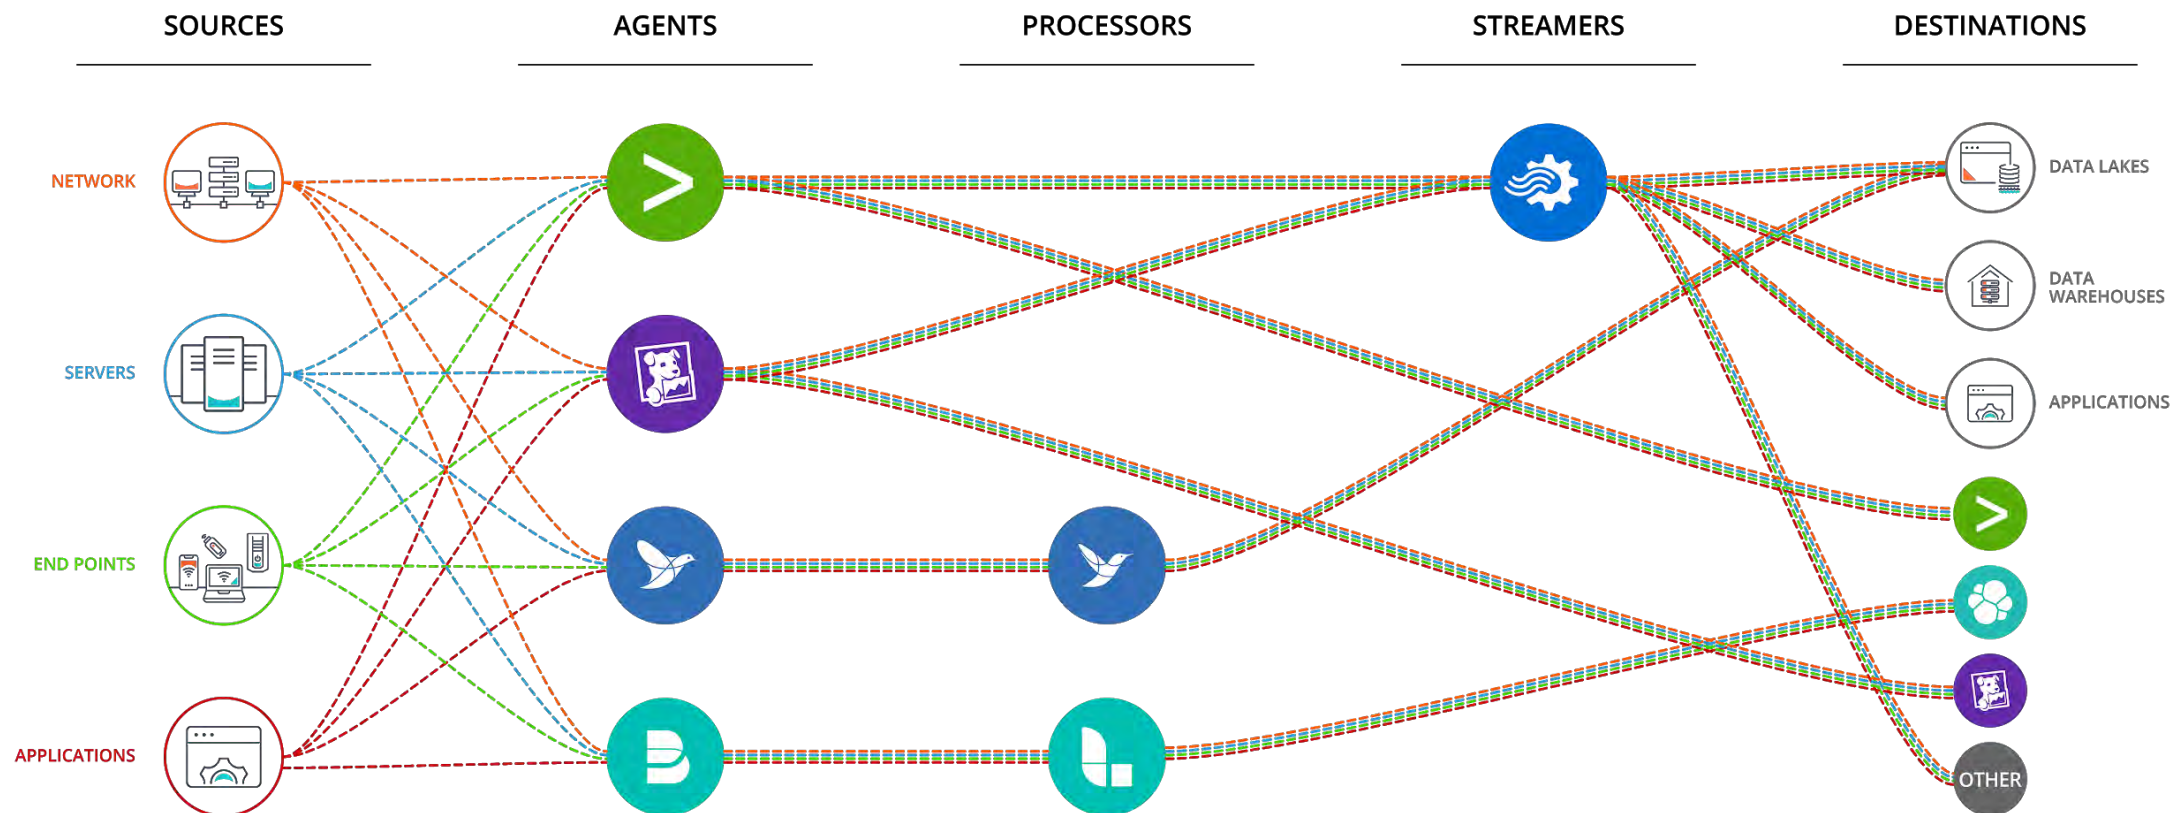 SOURCES
AGENTS
PROCESSORS
STREAMERS
DESTINATIONS
NETWORK
SERVERS
END POINTS
APPLICATIONS
DATA LAKES
DATA
WAREHOUSES
APPLICATIONS
OTHER